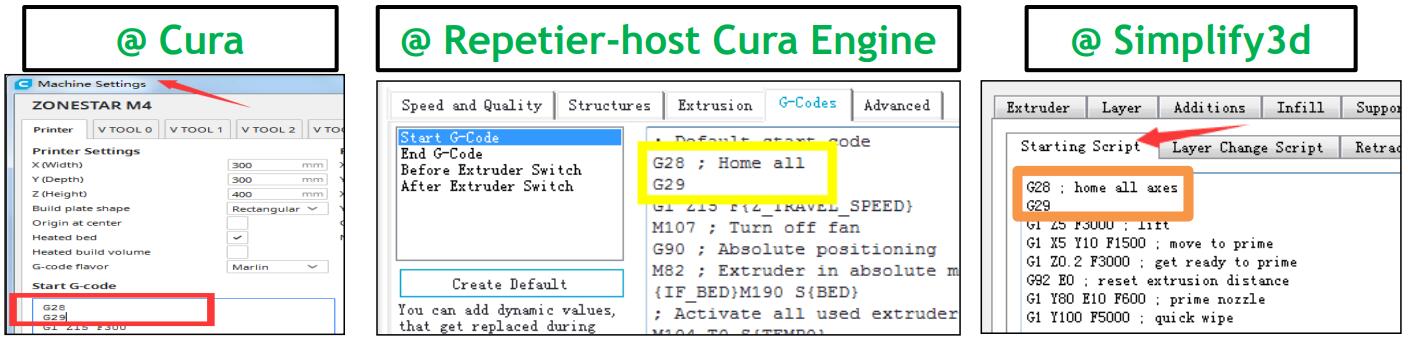 @ Cura
Machine Settings
ZONESTAR M4
Printer
V TOOL 0
V TOOL 1
V TOOL 2
Printer Settings
X (Width) 300 mm
Y (Depth) 300 mm
Z (Height) 400 mm
Build plate shape Rectangular
Origin at center
Heated bed
Heated build volume
G-code flavor Marlin
Start G-code
G28
G29
G1 Z15 F300
@ Repetier-host Cura Engine
Speed and Quality
Structures
Extrusion
G-Codes
Advanced
Start G-Code
End G-Code
Before Extruder Switch
After Extruder Switch
Create Default
You can add dynamic values,
that get replaced during
; Default start code
G28 ; Home all
G29
G1 Z15 F{Z_TRAVEL_SPEED}
M107 ; Turn off fan
G90 ; Absolute positioning
M82 ; Extruder in absolute m
{IF_BED}M190 S{BED}
; Activate all used extruder
M104 T0 S{TEMP0}
@ Simplify3d
Extruder
Layer
Additions
Infill
Suppor
Starting Script
Layer Change Script
Retrac
G28 ; home all axes
G29
G1 Z5 F3000 ; lift
G1 X5 Y10 F1500 ; move to prime
G1 Z0.2 F3000 ; get ready to prime
G92 E0 ; reset extrusion distance
G1 Y80 E10 F600 ; prime nozzle
G1 Y100 F5000 ; quick wipe